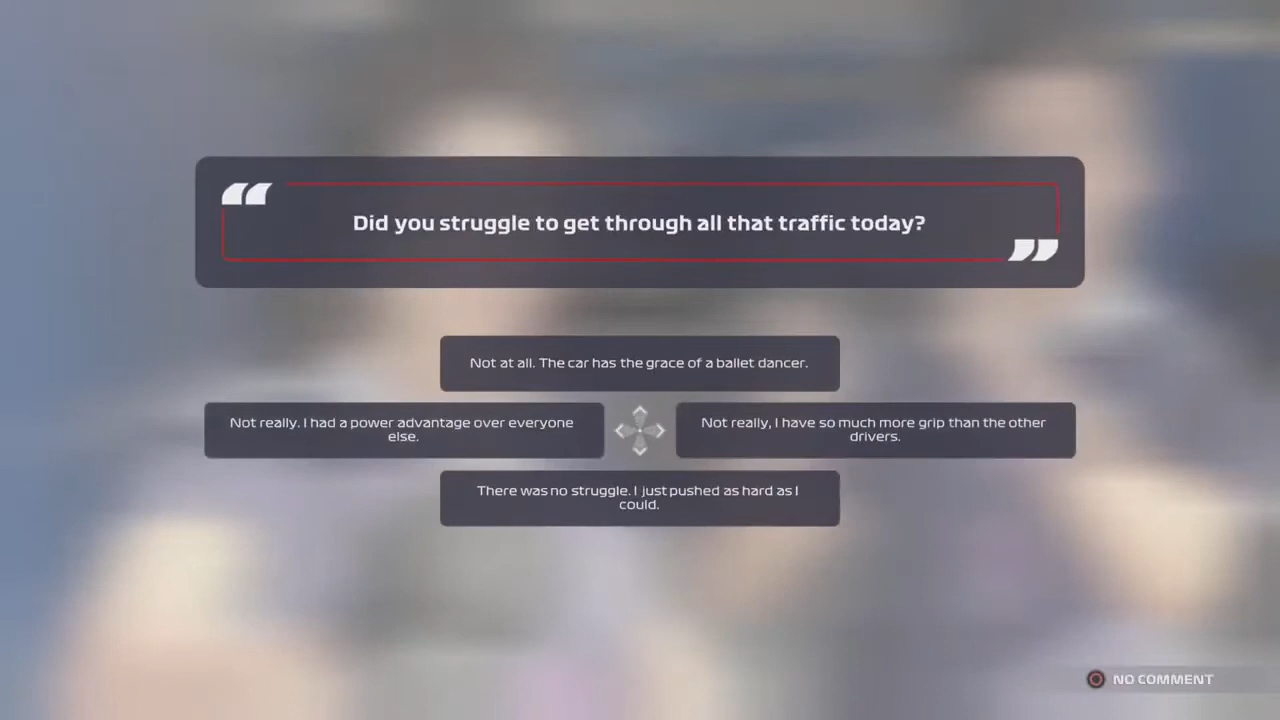 Did you struggle to get through all that traffic today?
Not at all. The car has the grace of a ballet dancer.
Not really. I had a power advantage over everyone
else.
Not really, I have so much more grip than the other
drivers.
There was no struggle. I just pushed as hard as I
could.
NO COMMENT